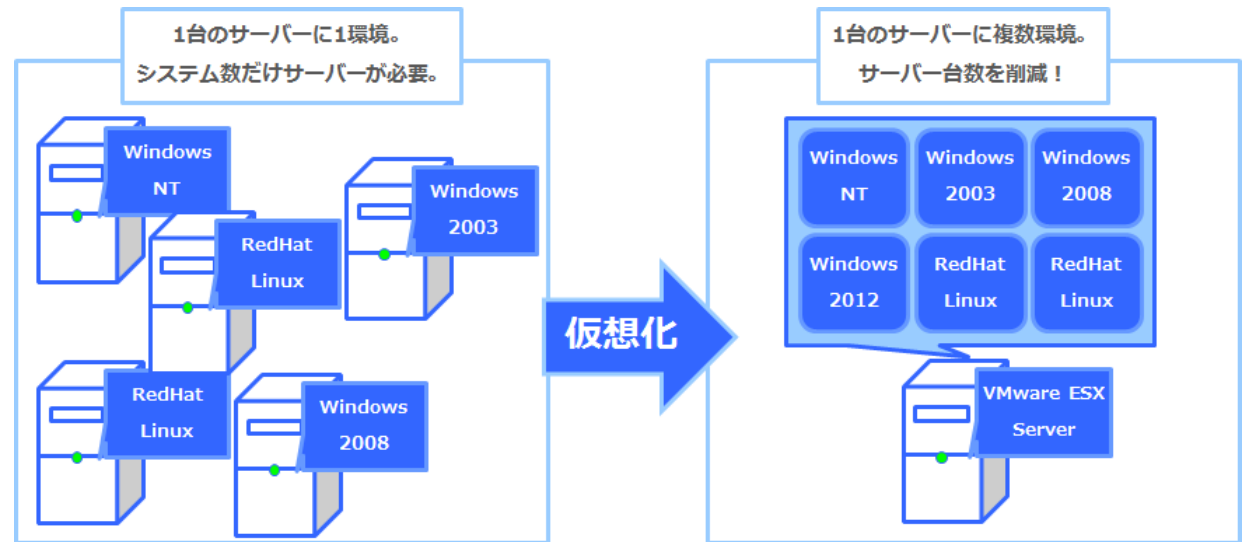 1台のサーバーに1環境。
システム数だけサーバーが必要。
Windows
NT
Windows
2003
RedHat
Linux
RedHat
Linux
Windows
2008
仮想化
1台のサーバーに複数環境。
サーバー台数を削減！
Windows
NT
Windows
2003
Windows
2008
Windows
2012
RedHat
Linux
RedHat
Linux
VMware ESX
Server